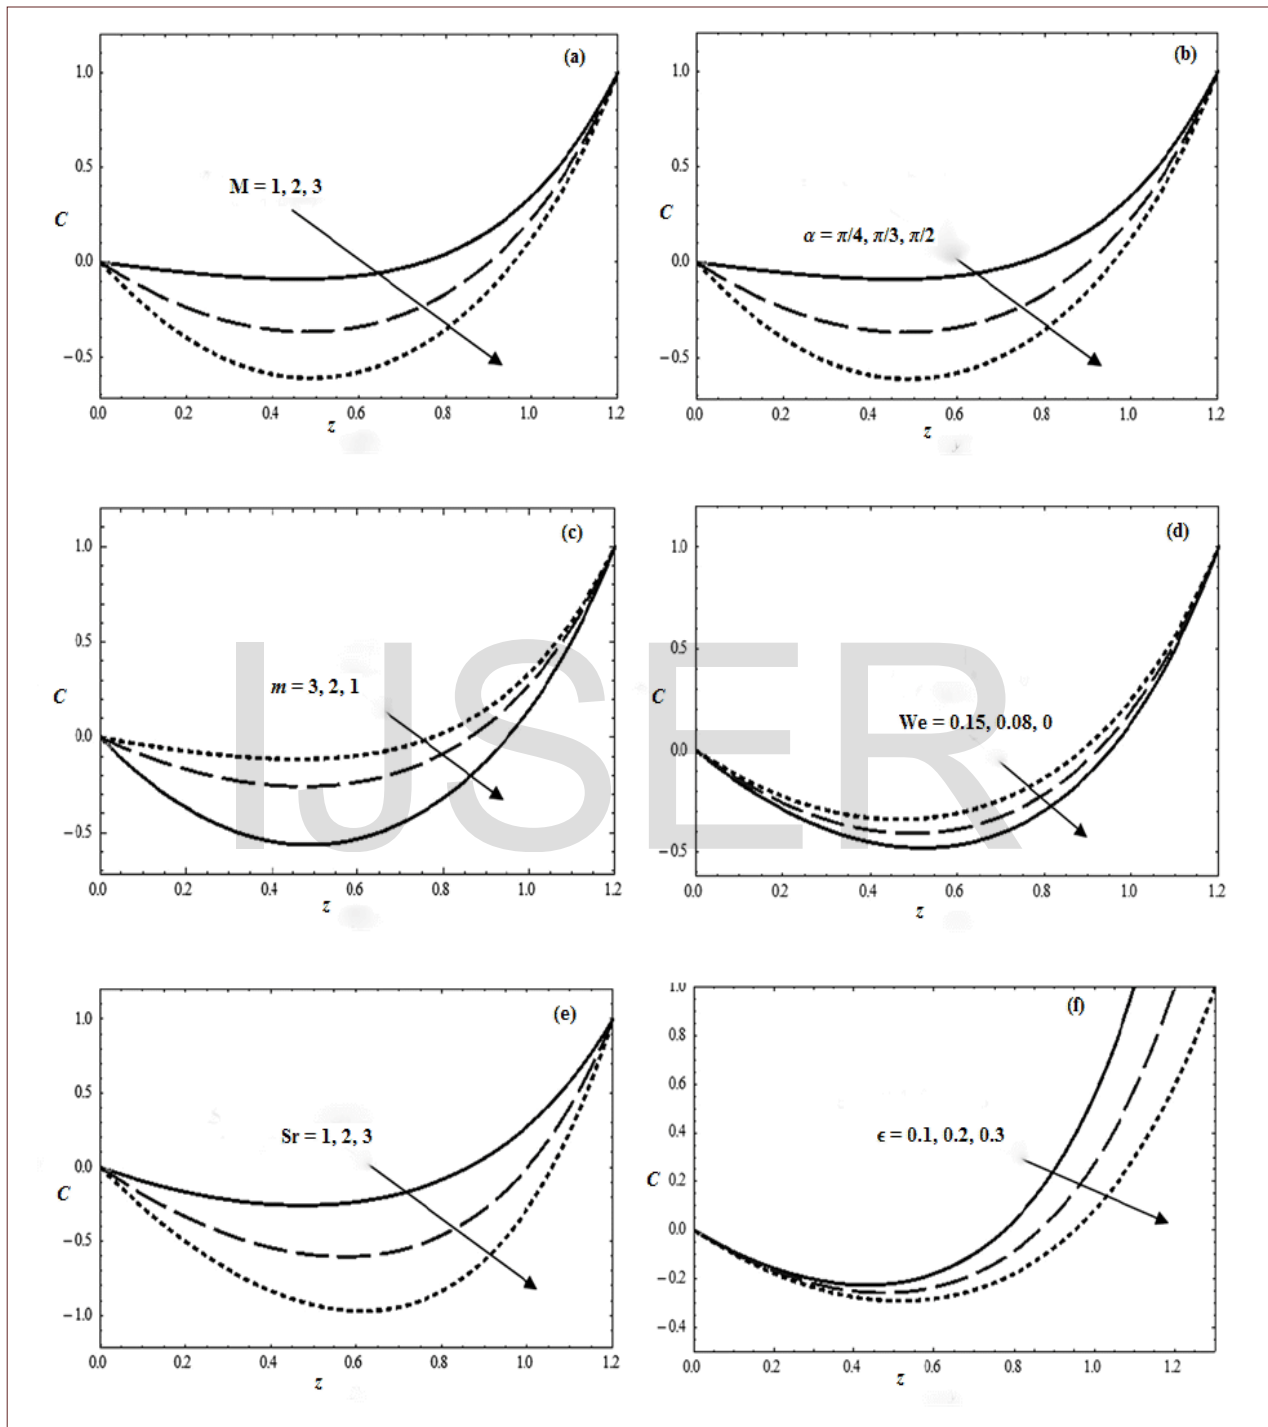 (a)
1.0
0.5
M = 1, 2, 3
C
0.0
−0.5
0.0 0.2 0.4 0.6 0.8 1.0 1.2
z
(b)
1.0
0.5
C
α = π/4, π/3, π/2
0.0
−0.5
0.0 0.2 0.4 0.6 0.8 1.0 1.2
z
(c)
1.0
0.5
m = 3, 2, 1
C
0.0
−0.5
0.0 0.2 0.4 0.6 0.8 1.0 1.2
z
(d)
1.0
0.5
C
We = 0.15, 0.08, 0
0.0
−0.5
0.0 0.2 0.4 0.6 0.8 1.0 1.2
z
IJSER
(e)
1.0
0.5
Sr = 1, 2, 3
0.0
C
−0.5
−1.0
0.0 0.2 0.4 0.6 0.8 1.0 1.2
z
(f)
1.0
0.8
0.6
0.4
ϵ = 0.1, 0.2, 0.3
0.2
C
0.0
−0.2
−0.4
0.0 0.2 0.4 0.6 0.8 1.0 1.2
z